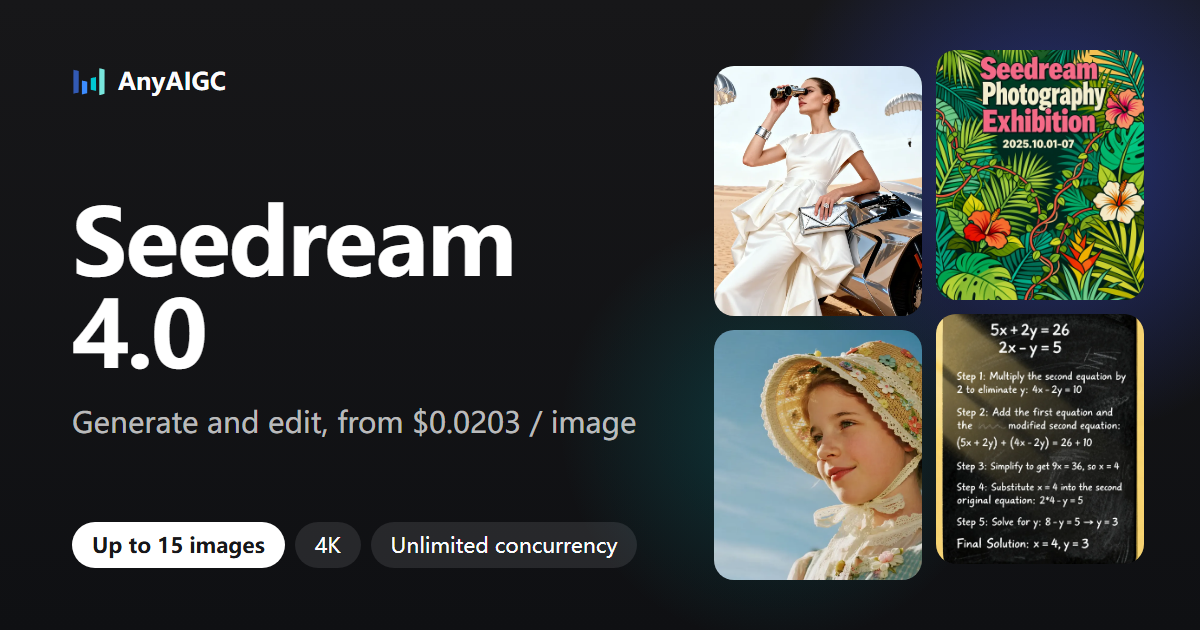 AnyAIGC
Seedream
4.0
Generate and edit, from $0.0203 / image
Up to 15 images
4K
Unlimited concurrency
Seedream
Photography
Exhibition
2025.10.01-07
5x + 2y = 26
2x - y = 5
Step 1: Multiply the second equation by
2 to eliminate y: 4x - 2y = 10
Step 2: Add the first equation and
the modified second equation:
(5x + 2y) + (4x - 2y) = 26 + 10
Step 3: Simplify to get 9x = 36, so x = 4
Step 4: Substitute x = 4 into the second
original equation: 2*4 - y = 5
Step 5: Solve for y: 8 - y = 5 → y = 3
Final Solution: x = 4, y = 3